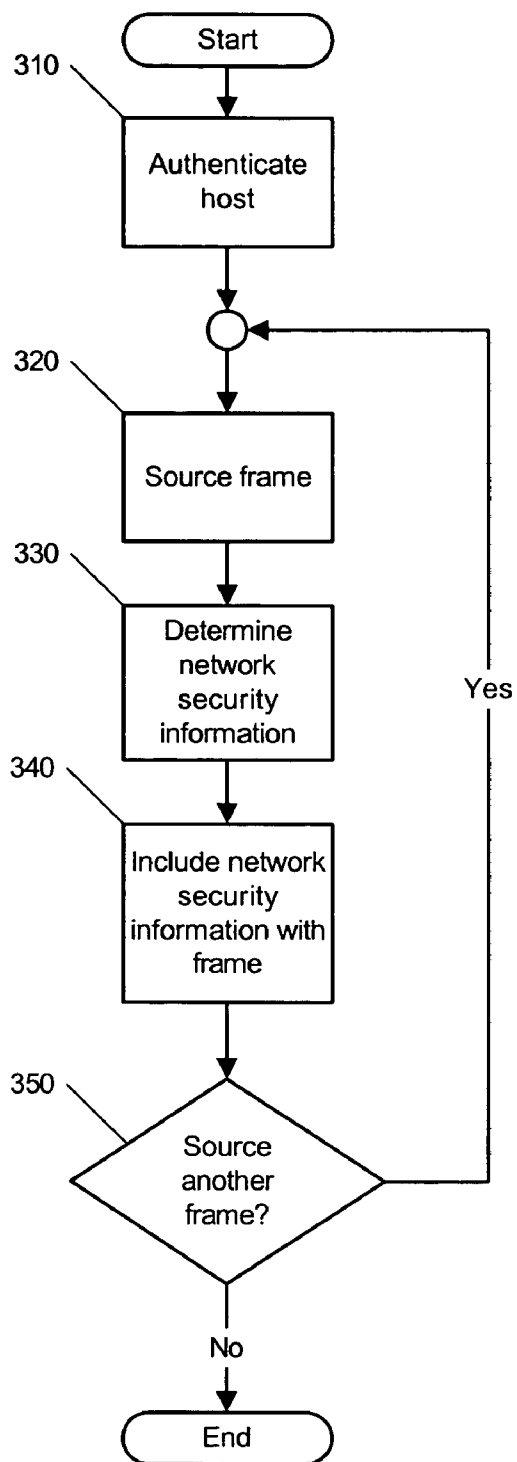 Start
310
Authenticate
host
320
Source frame
330
Determine
network
security
information
Yes
340
Include network
security
information with
frame
350
Source
another
frame?
No
End